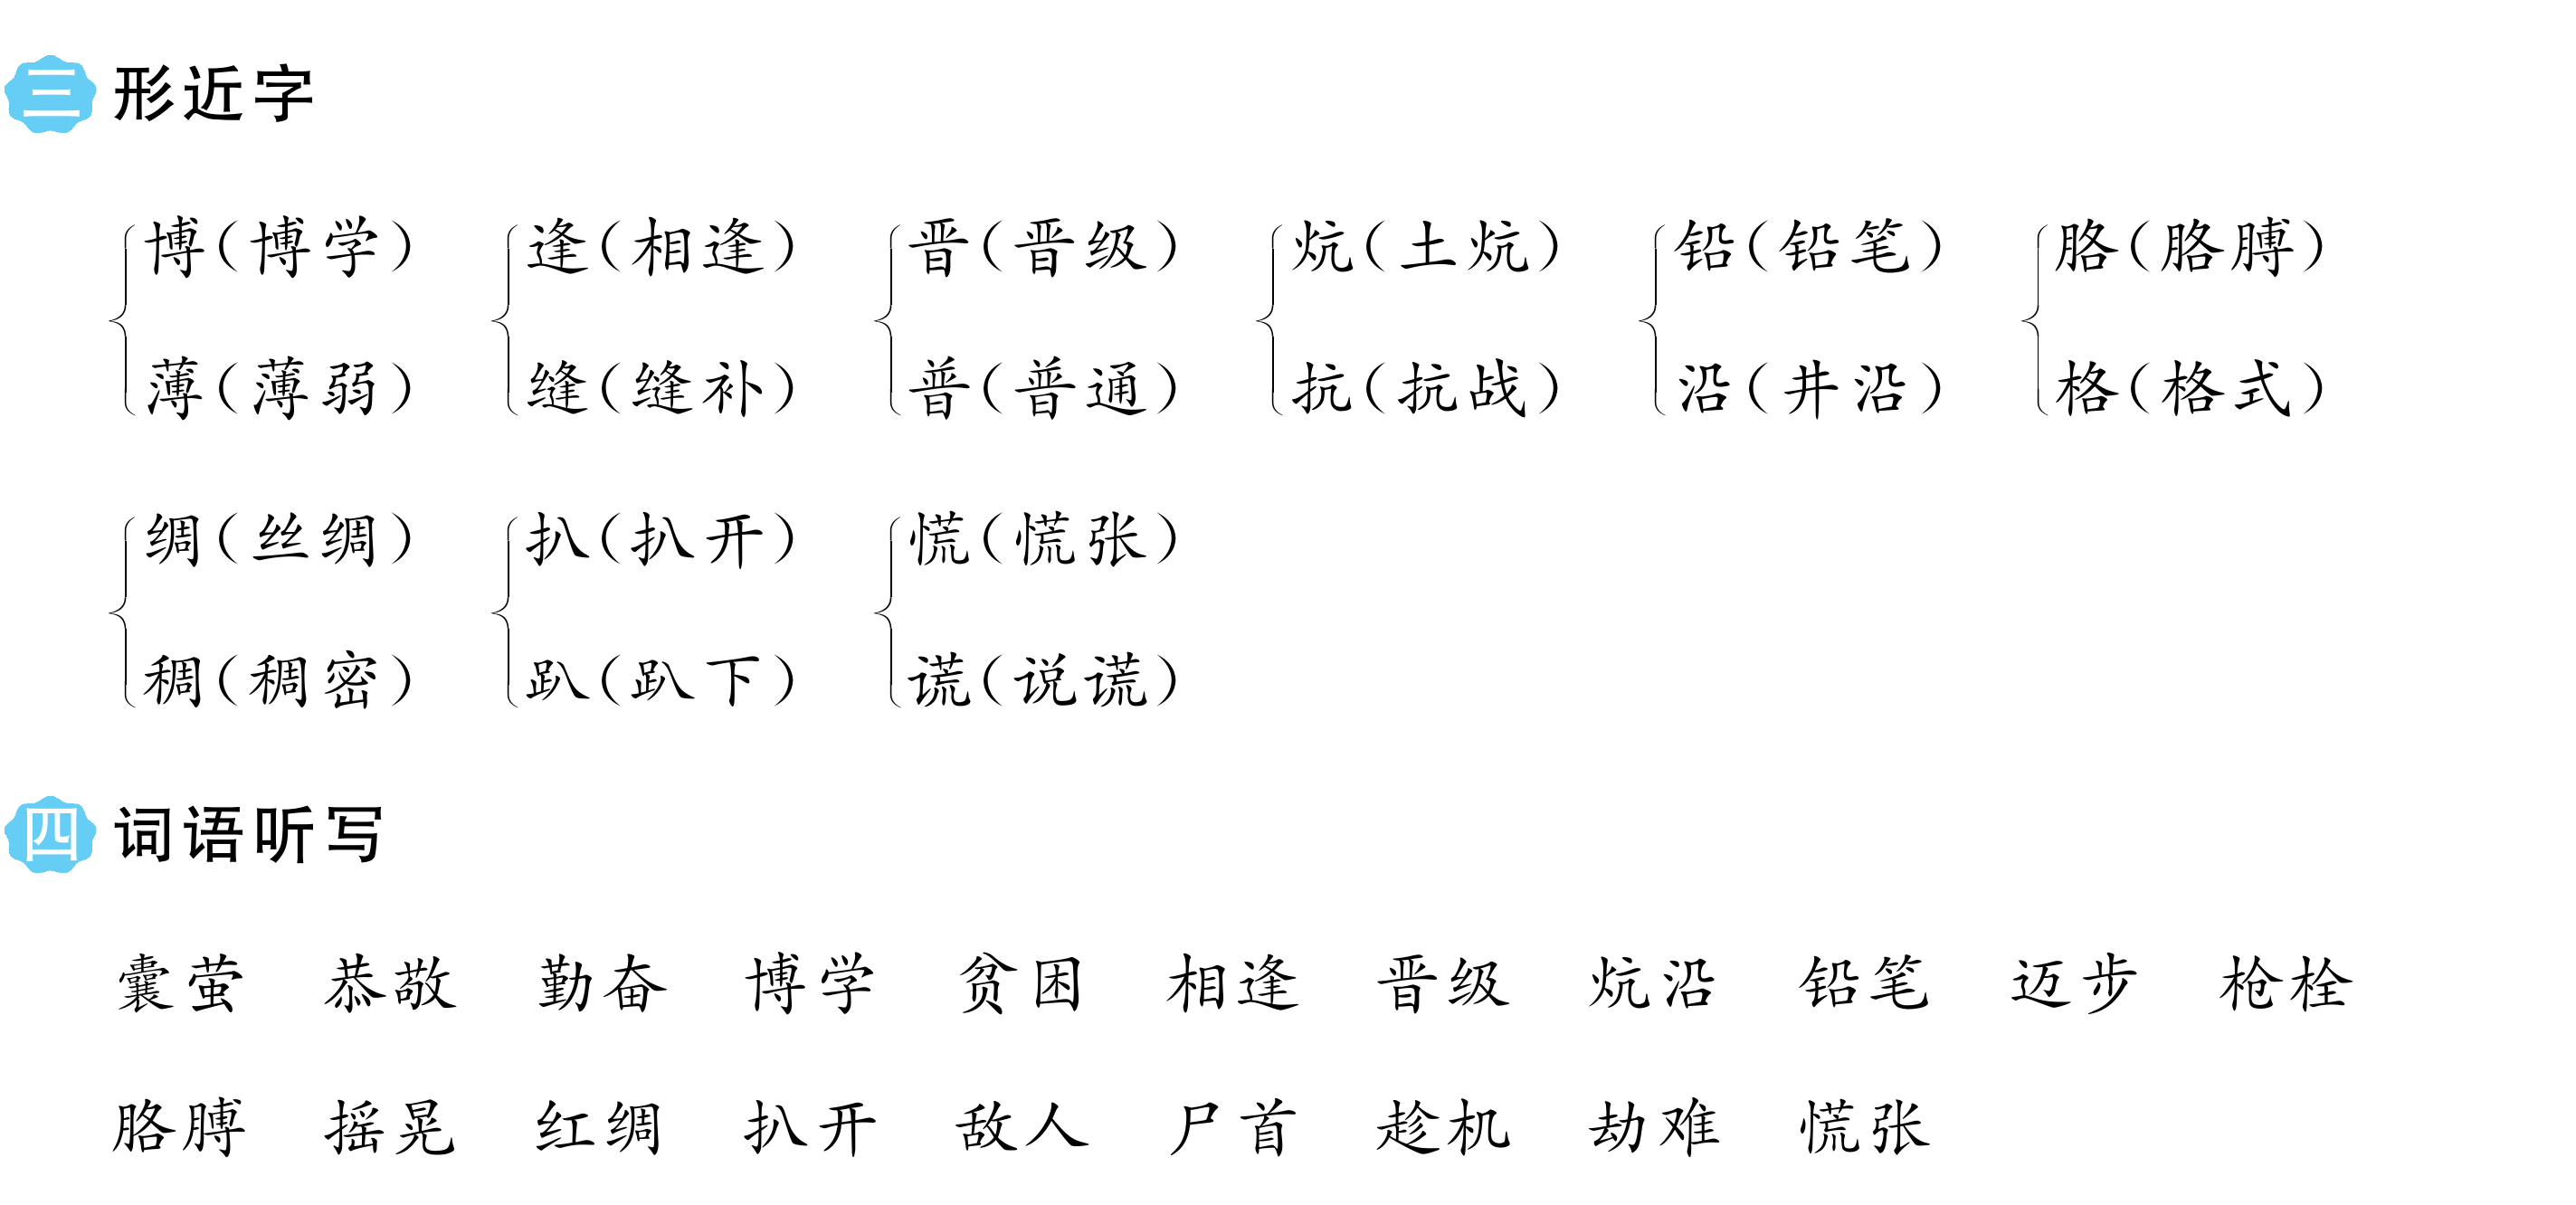 三 形近字
博(博学) 逢(相逢) 晋(晋级) 炕(土炕) 铅(铅笔) 胳(胳膊)
薄(薄弱) 缝(缝补) 普(普通) 抗(抗战) 沿(井沿) 格(格式)
绸(丝绸) 扒(扒开) 慌(慌张)
稠(稠密) 趴(趴下) 谎(说谎)
四 词语听写
囊萤 恭敬 勤奋 博学 贫困 相逢 晋级 炕沿 铅笔 迈步 枪栓
胳膊 摇晃 红绸 扒开 敌人 尸首 趁机 劫难 慌张